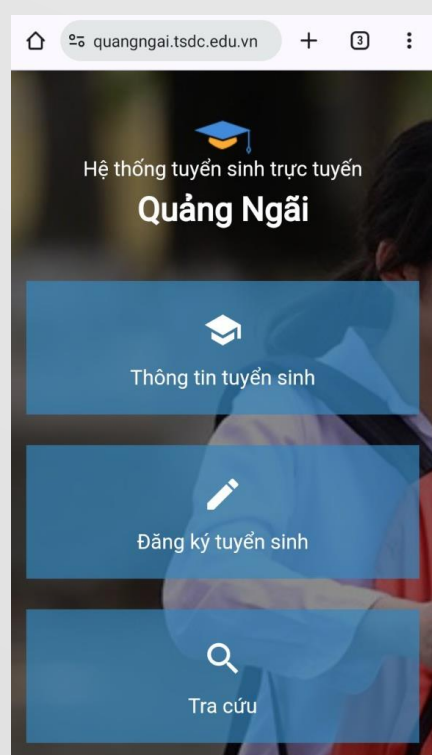 quangngai.tsdc.edu.vn
3
Hệ thống tuyển sinh trực tuyến
Quảng Ngãi
Thông tin tuyển sinh
Đăng ký tuyển sinh
Tra cứu